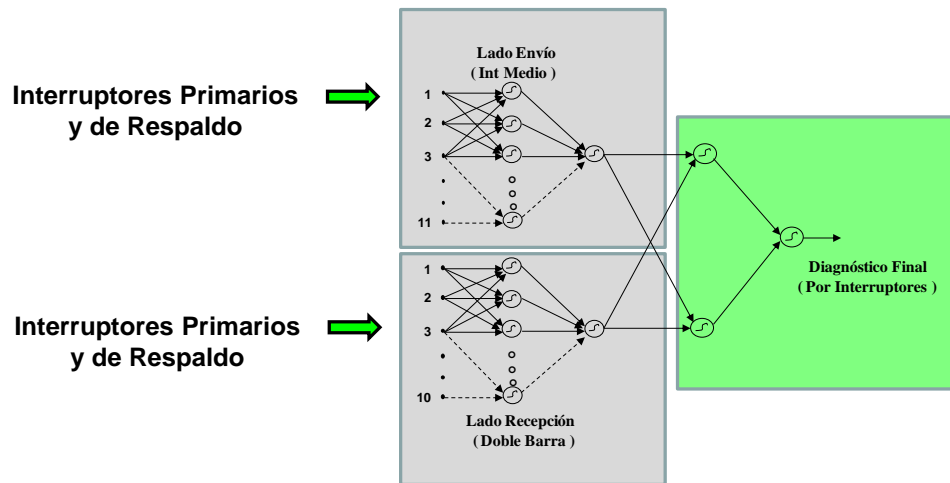 Lado Envío
( Int Medio )
Interruptores Primarios
y de Respaldo
1
2
3
11
Interruptores Primarios
y de Respaldo
1
2
3
10
Lado Recepción
( Doble Barra )
Diagnóstico Final
( Por Interruptores )